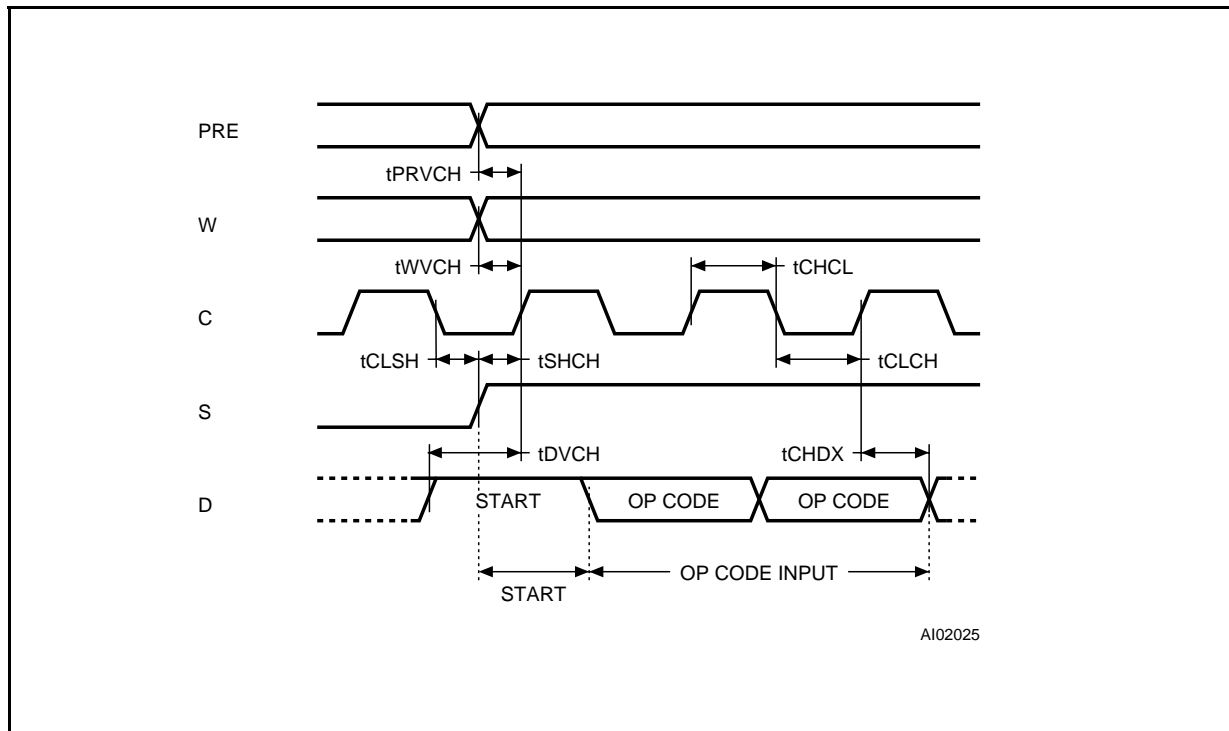 PRE
tPRVCH
W
tWVCH
tCHCL
C
tCLSH
tSHCH
tCLCH
S
tDVCH
tCHDX
D
START
OP CODE
OP CODE
OP CODE INPUT
START
AI02025